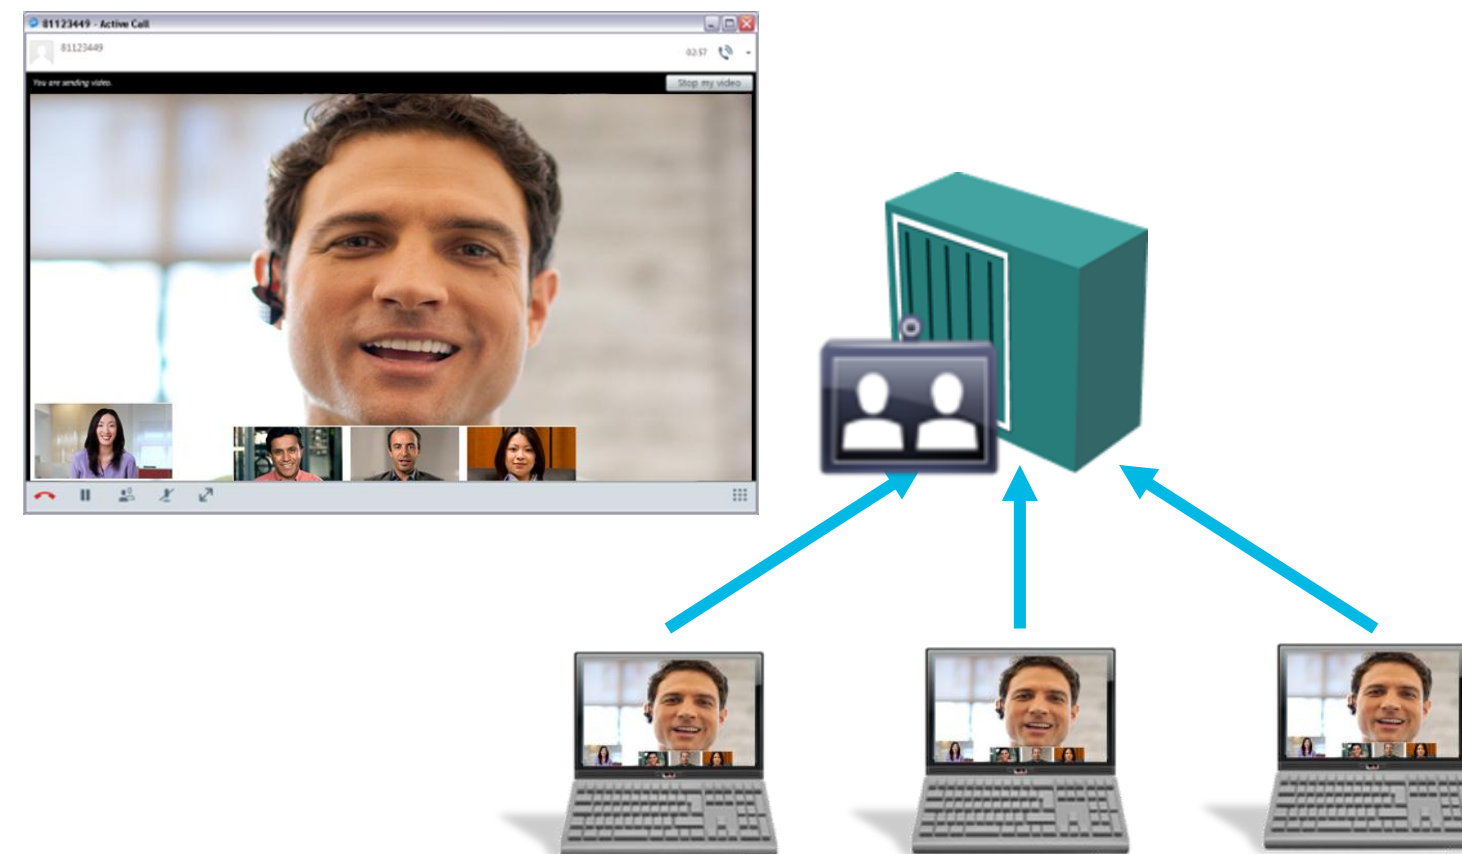 81123449 - Active Call
81123449
02:57
You are sending video.
Stop my video